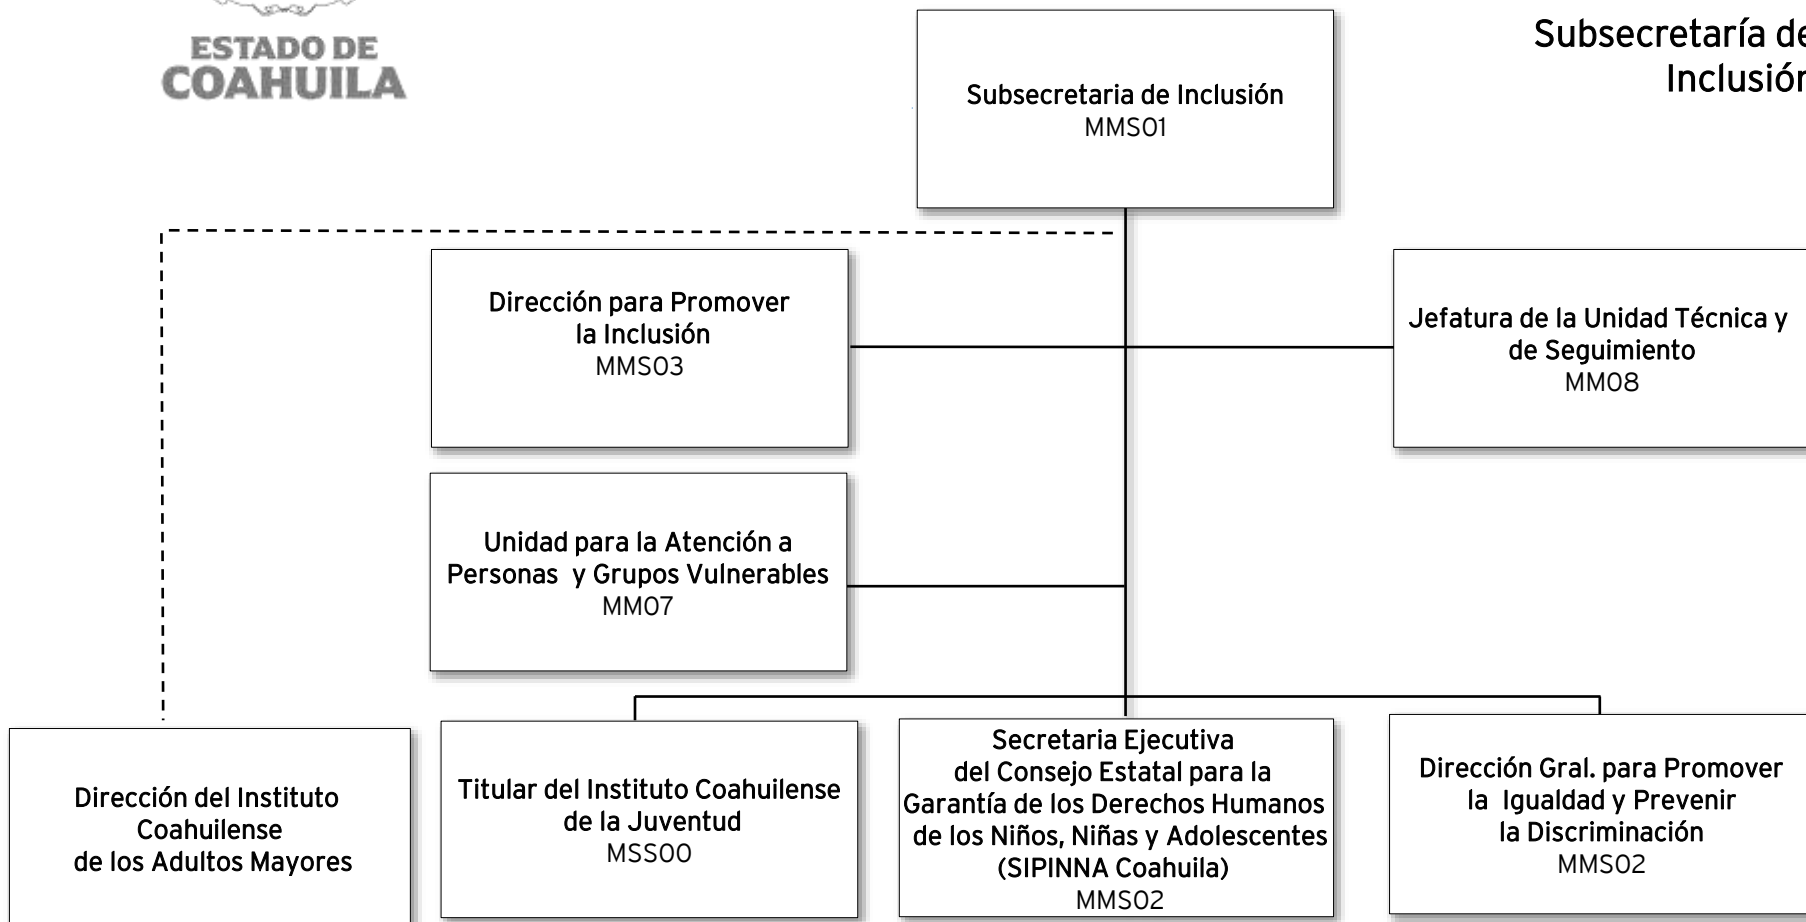 ESTADO DE
COAHUILA
Subsecretaría de
Inclusión
Subsecretaria de Inclusión
MMS01
Dirección para Promover
la Inclusión
MMS03
Jefatura de la Unidad Técnica y
de Seguimiento
MM08
Unidad para la Atención a
Personas y Grupos Vulnerables
MM07
Dirección del Instituto
Coahuilense
de los Adultos Mayores
Titular del Instituto Coahuilense
de la Juventud
MSS00
Secretaria Ejecutiva
del Consejo Estatal para la
Garantía de los Derechos Humanos
de los Niños, Niñas y Adolescentes
(SIPINNA Coahuila)
MMS02
Dirección Gral. para Promover
la Igualdad y Prevenir
la Discriminación
MMS02